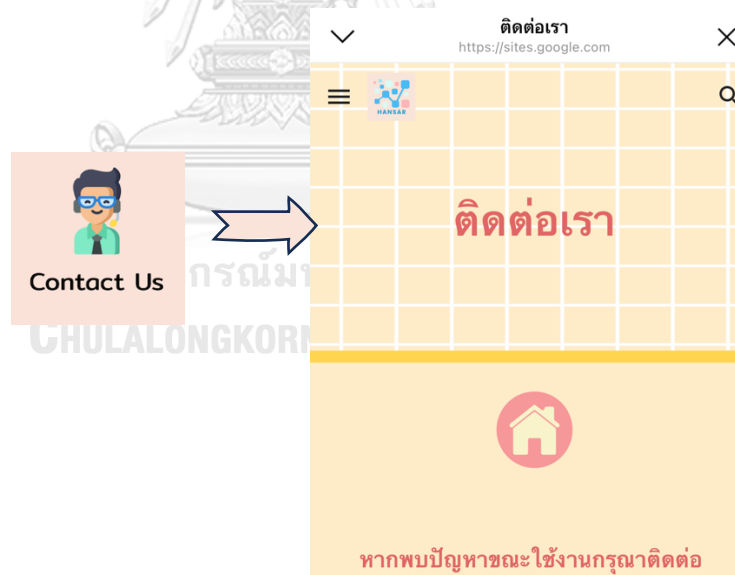 ติดต่อเรา
https://sites.google.com
HANSAR
ติดต่อเรา
Contact Us
CHULALONGKORN
หากพบปัญหาขณะใช้งานกรุณาติดต่อ